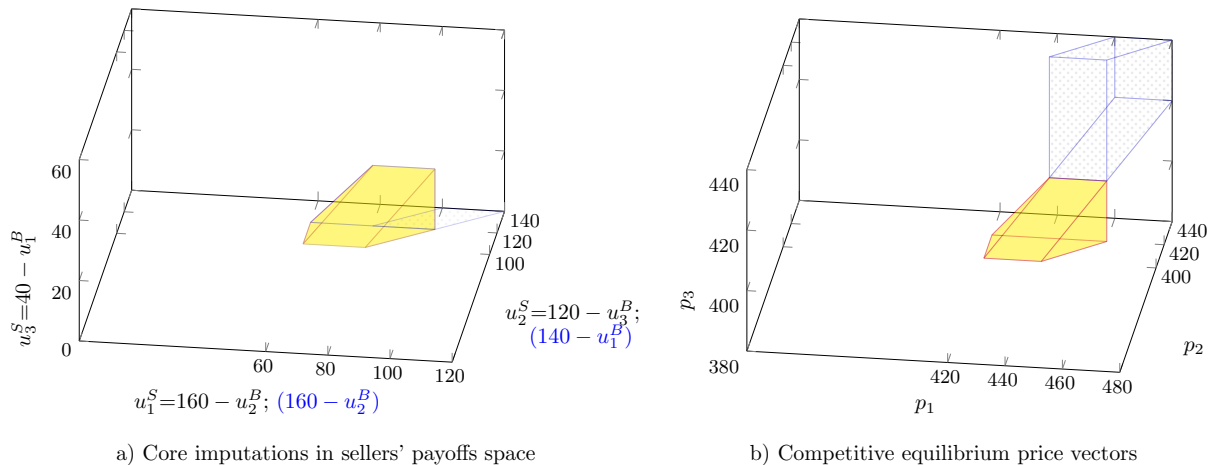 60
40
20
0
u_3^S=40 − u_1^B
60
80
100
120
100
120
140
u_1^S=160 − u_2^B; (160 − u_2^B)
u_2^S=120 − u_3^B;
(140 − u_1^B)
a) Core imputations in sellers' payoffs space
440
420
400
380
p_3
420
440
460
480
p_1
400
420
440
p_2
b) Competitive equilibrium price vectors